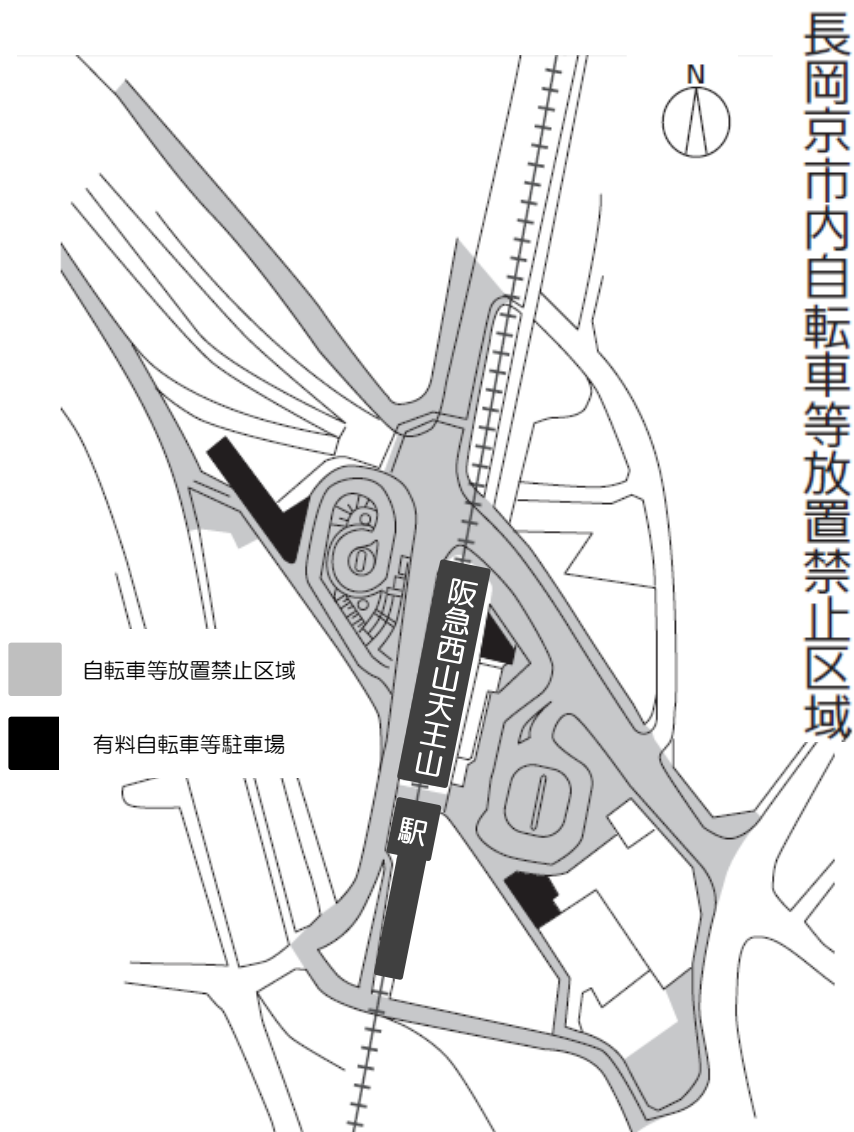 長岡京市内自転車等放置禁止区域
N
阪急西山天王山
駅
自転車等放置禁止区域
有料自転車等駐車場